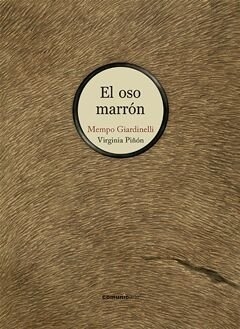 El oso
marrón
Mempo Giardinelli
Virginia Piñón
comunicarte